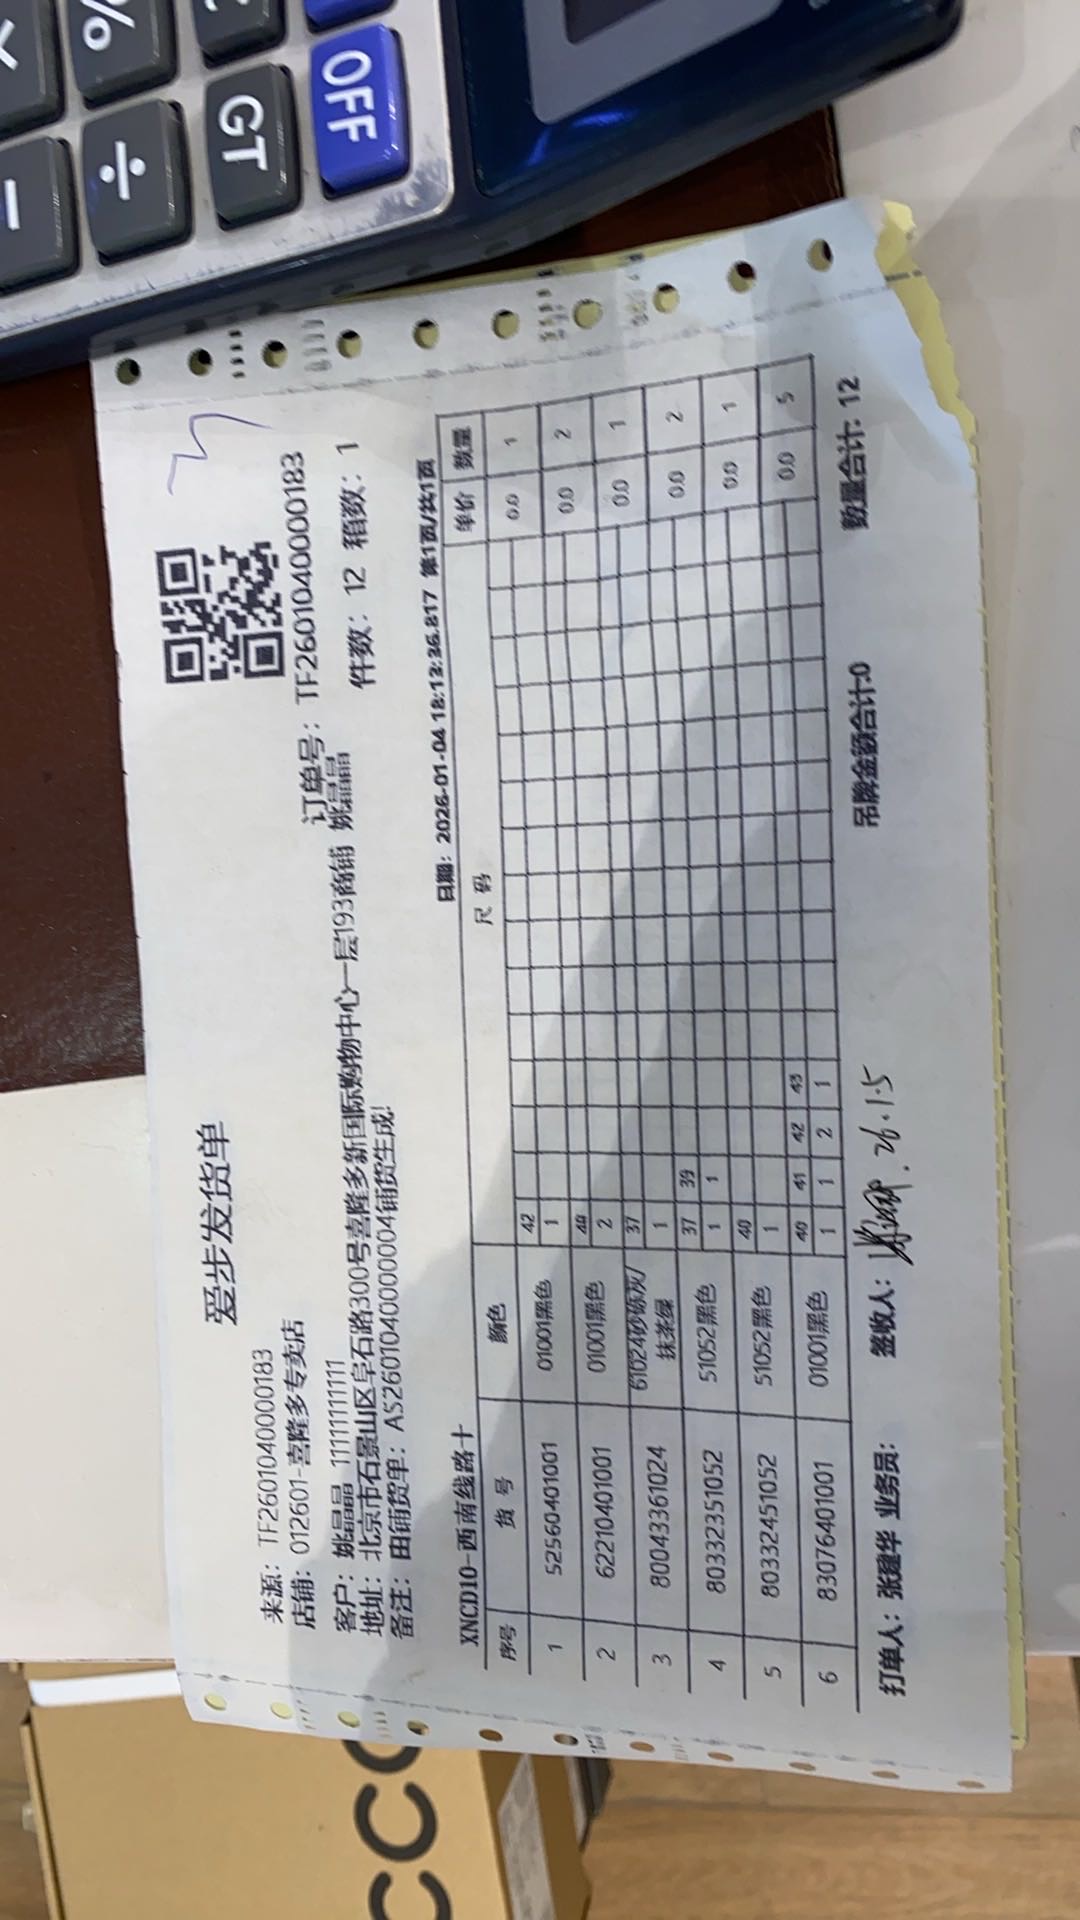 爱步发货单
来源: TF2601040000183
订单号: TF2601040000183
店铺: 012601-喜隆多专卖店
客户: 姚晶晶 11111111111
件数: 12 箱数: 1
地址: 北京市石景山区阜石路300号喜隆多新国际购物中心一层193商铺 姚晶晶
备注: 由铺货单: AS2601040000004铺货生成!
XNCD10-西南线路十
日期: 2026-01-04 18:13:36.817 第1页/共1页
序号 货号 颜色 尺码 单价 数量
42
1 52560401001 01001黑色 1 0.0 1
40
2 62210401001 01001黑色 2 0.0 2
37
3 80043361024 61024砂砾灰/抹茶绿 1 0.0 1
37 39
4 80332351052 51052黑色 1 1 0.0 2
40
5 80332451052 51052黑色 1 0.0 1
40 41 42 43
6 83076401001 01001黑色 1 1 2 1 0.0 5
打单人: 张建华 业务员: 签收人: 26.1.5 吊牌金额合计:0 数量合计: 12
OFF
GT
÷
%
CCO